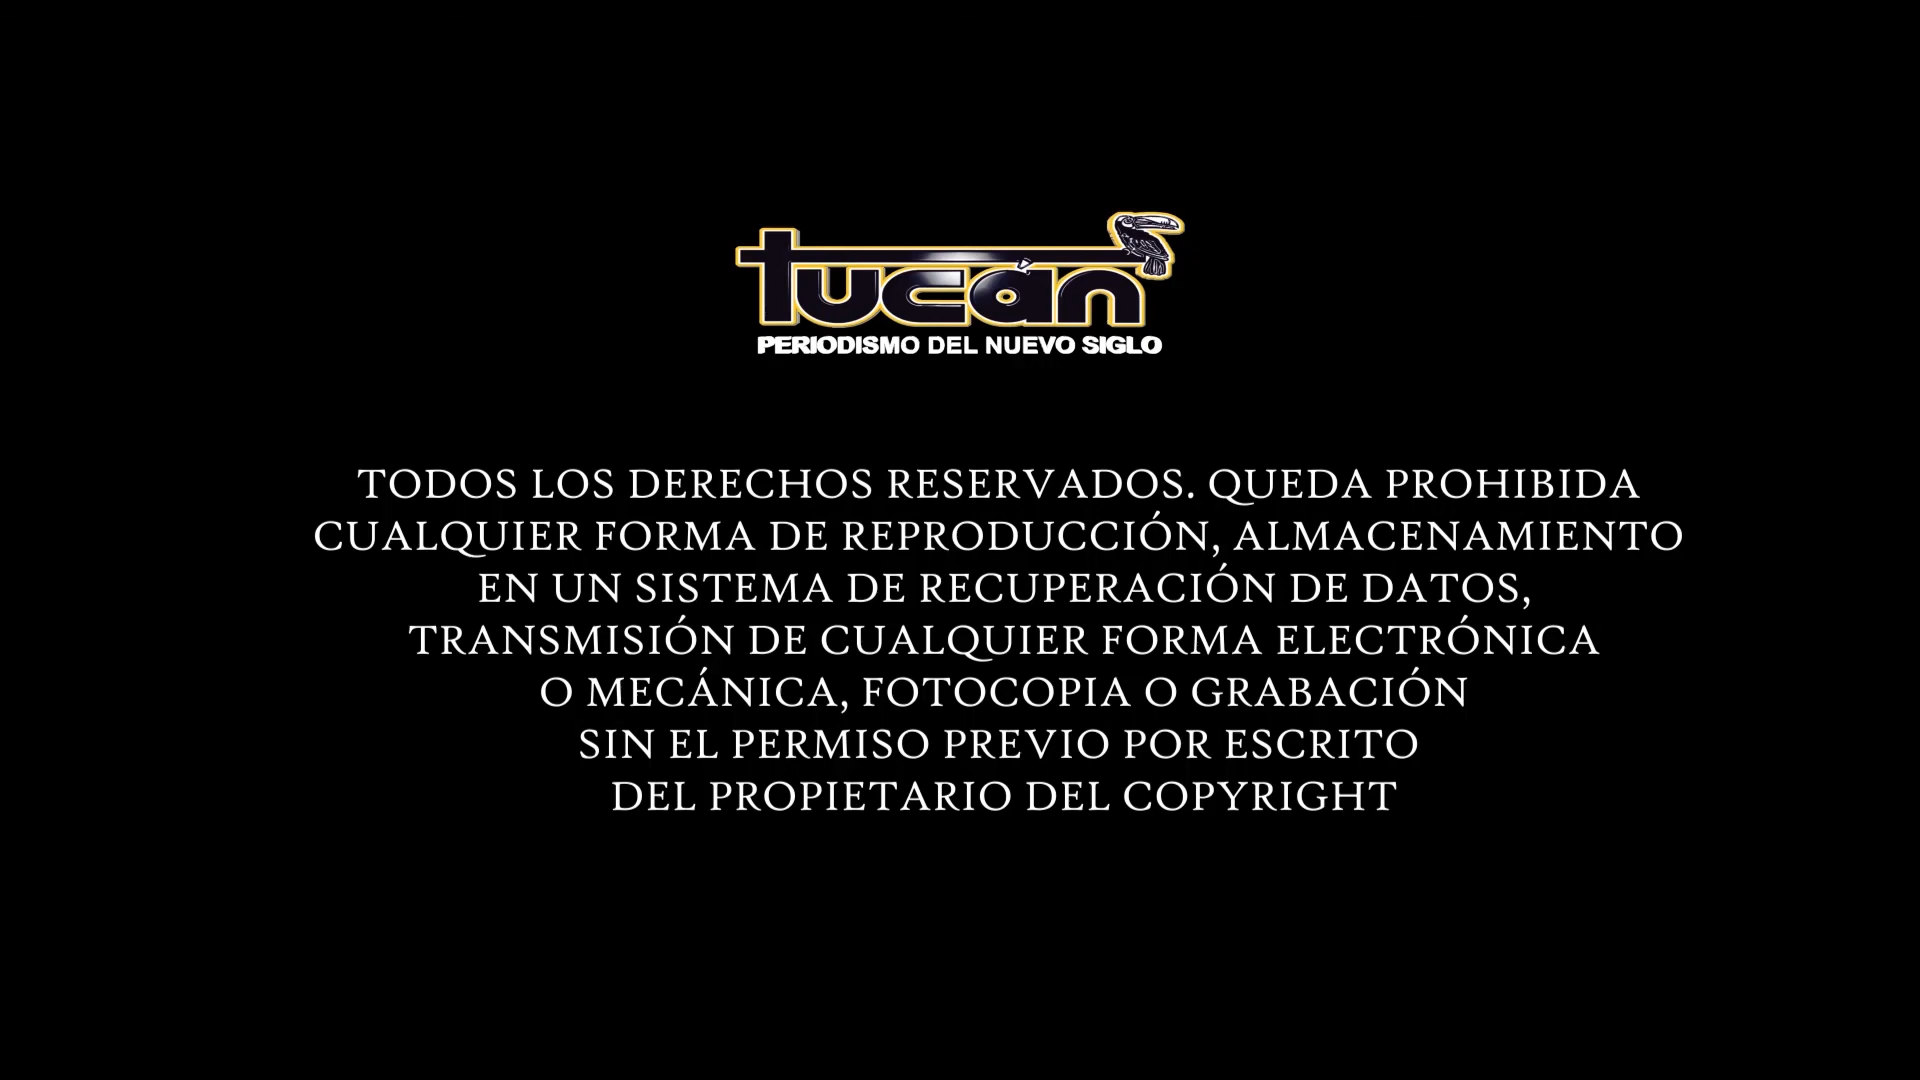 tucán
PERIODISMO DEL NUEVO SIGLO
TODOS LOS DERECHOS RESERVADOS. QUEDA PROHIBIDA
CUALQUIER FORMA DE REPRODUCCIÓN, ALMACENAMIENTO
EN UN SISTEMA DE RECUPERACIÓN DE DATOS,
TRANSMISIÓN DE CUALQUIER FORMA ELECTRÓNICA
O MECÁNICA, FOTOCOPIA O GRABACIÓN
SIN EL PERMISO PREVIO POR ESCRITO
DEL PROPIETARIO DEL COPYRIGHT